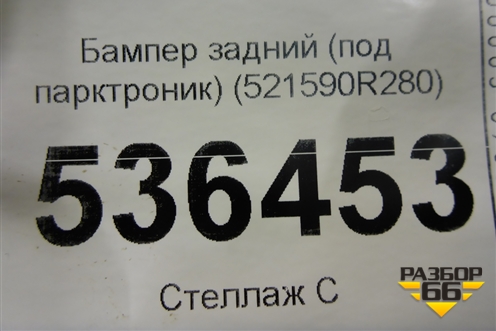 Бампер задний (под
парктроник) (521590R280)
536453
Стеллаж С
РАЗБОР
66